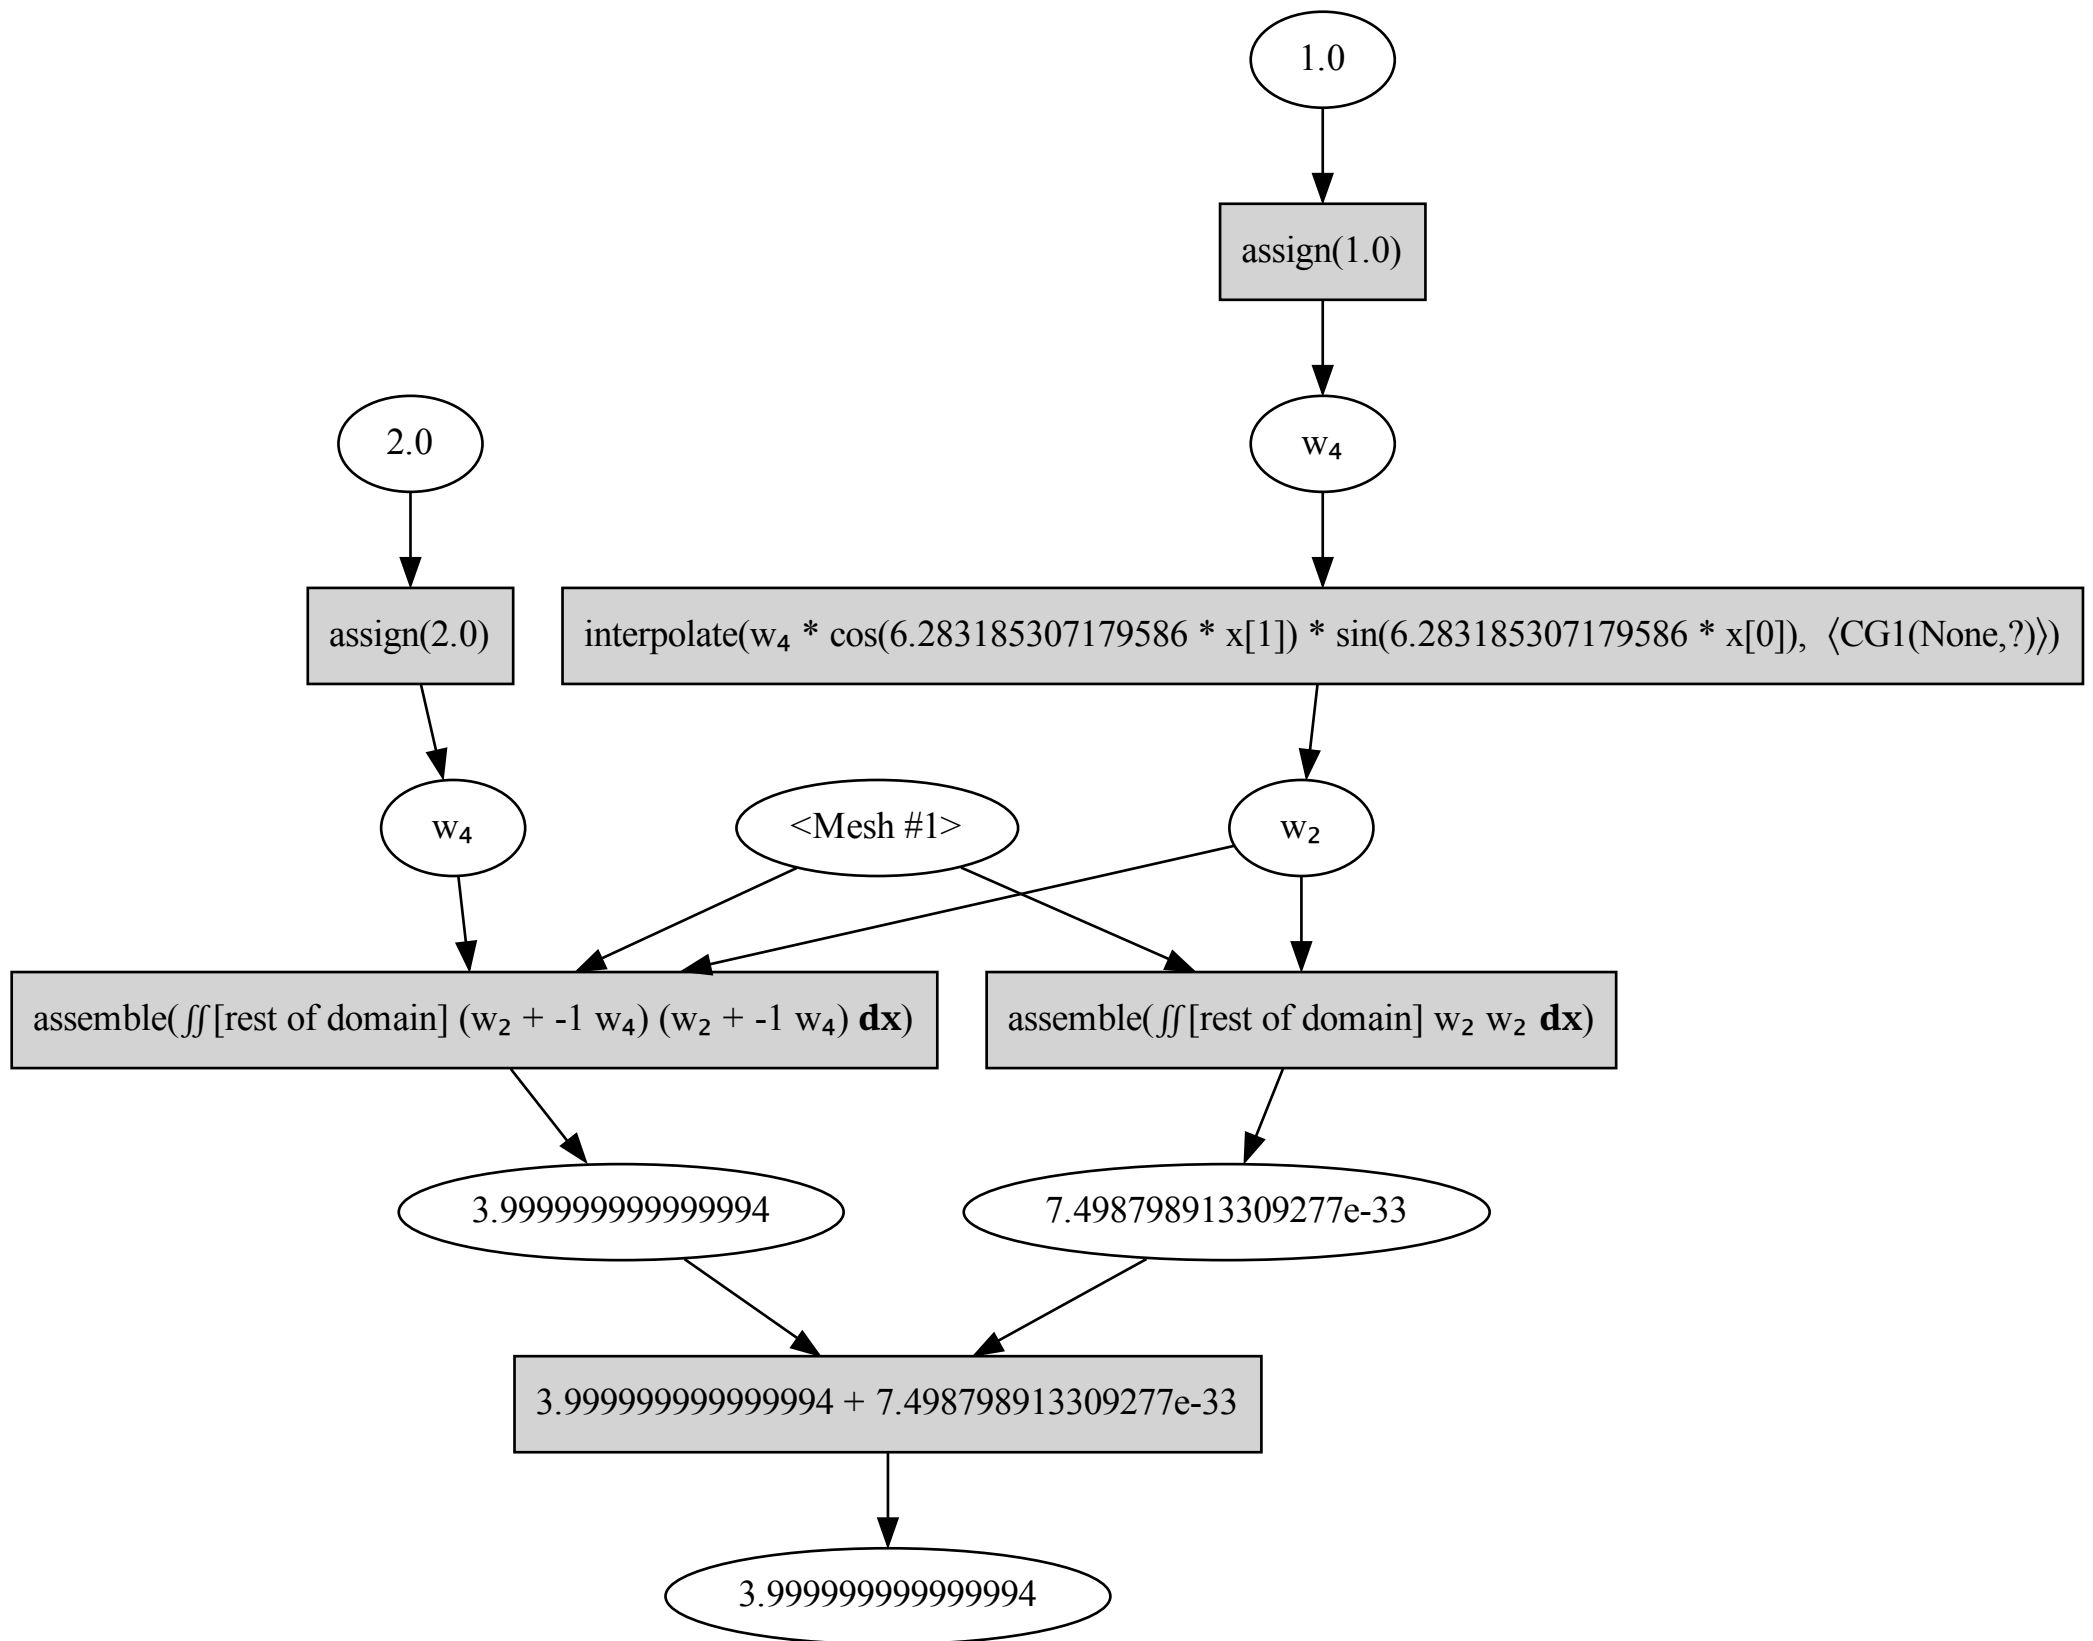 1.0
assign(1.0)
2.0
w₄
assign(2.0)
interpolate(w₄ * cos(6.283185307179586 * x[1]) * sin(6.283185307179586 * x[0]), ⟨CG1(None,?)⟩)
w₄
<Mesh #1>
w₂
assemble(∬[rest of domain] (w₂ + -1 w₄) (w₂ + -1 w₄) dx)
assemble(∬[rest of domain] w₂ w₂ dx)
3.999999999999994
7.498798913309277e-33
3.999999999999994 + 7.498798913309277e-33
3.999999999999994